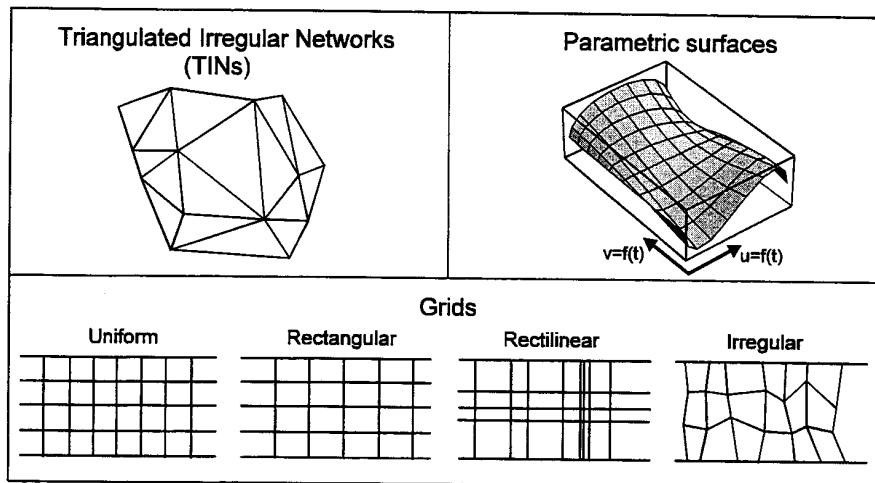 Triangulated Irregular Networks
(TINs)
Parametric surfaces
v=f(t)
u=f(t)
Grids
Uniform
Rectangular
Rectilinear
Irregular